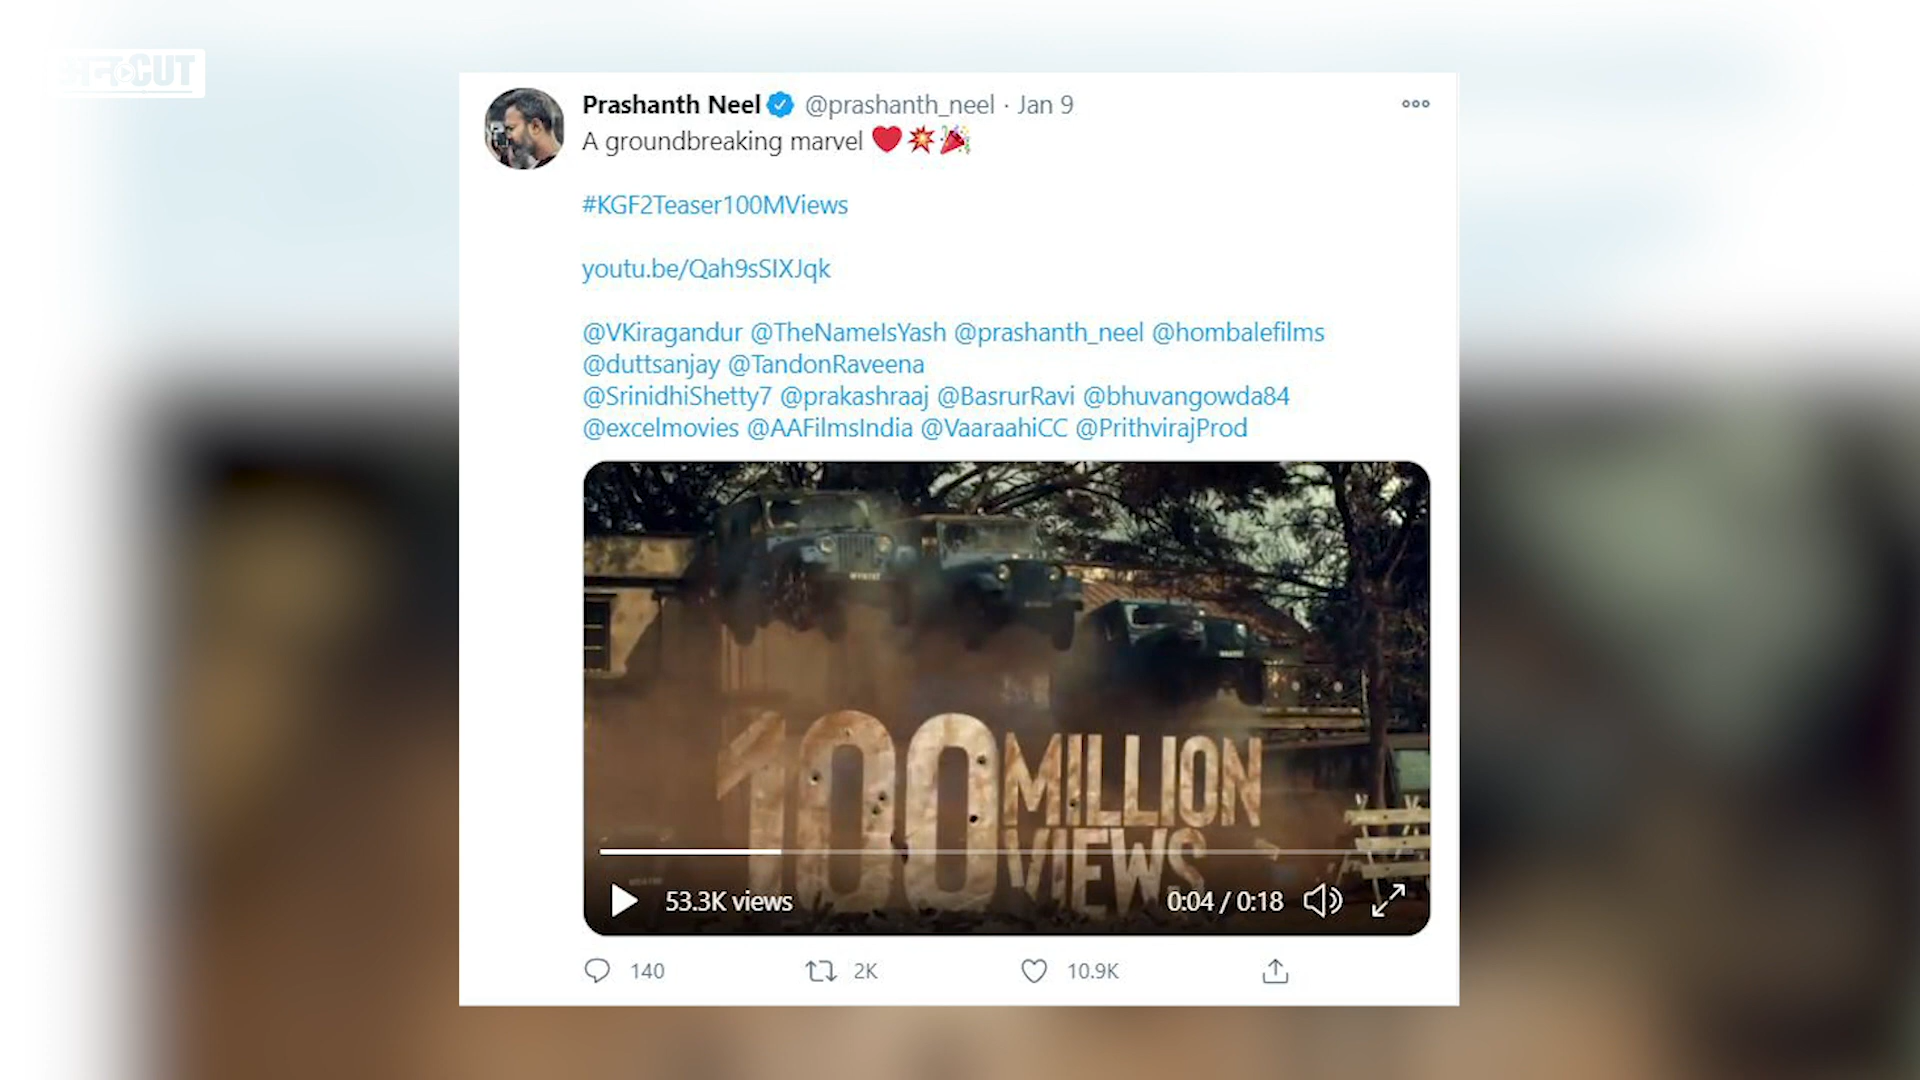 Prashanth Neel @prashanth_neel · Jan 9
A groundbreaking marvel ❤️💥🎉
#KGF2Teaser100MViews
youtu.be/Qah9sSIXJqk
@VKiragandur @TheNameIsYash @prashanth_neel @hombalefilms
@duttsanjay @TandonRaveena
@SrinidhiShetty7 @prakashraaj @BasrurRavi @bhuvangowda84
@excelmovies @AAFilmsIndia @VaaraahiCC @PrithvirajProd
100 MILLION
VIEWS
53.3K views 0:04 / 0:18
140 2K 10.9K